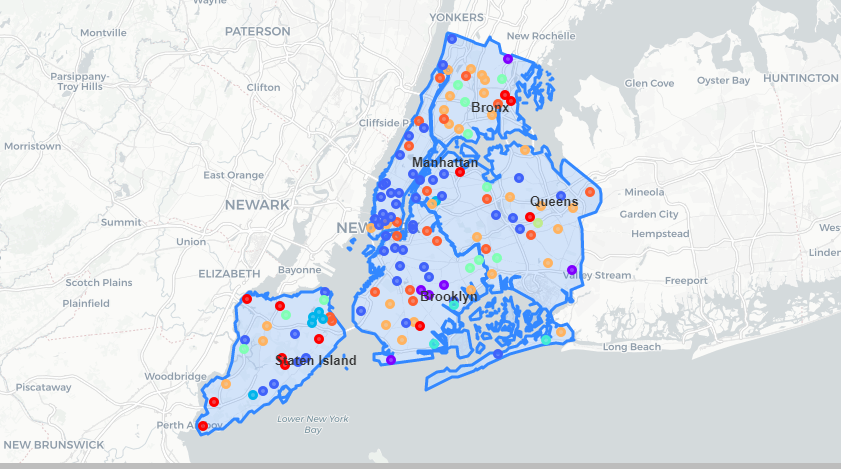 Wayne
YONKERS
Montville
PATERSON
New Rochelle
Parsippany-
Troy Hills
Glen Cove
Oyster Bay
HUNTINGTON
Clifton
Bronx
Cliffside P
Morristown
Manhattan
East Orange
Mineola
NEWARK
Queens
Summit
Garden City
NEW
Hempstead
Union
ELIZABETH
Bayonne
Valley Stream
Freeport
Scotch Plains
Plainfield
Brooklyn
Long Beach
Staten Island
Woodbridge
Piscataway
Perth Amboy
Lower New York
Bay
NEW BRUNSWICK